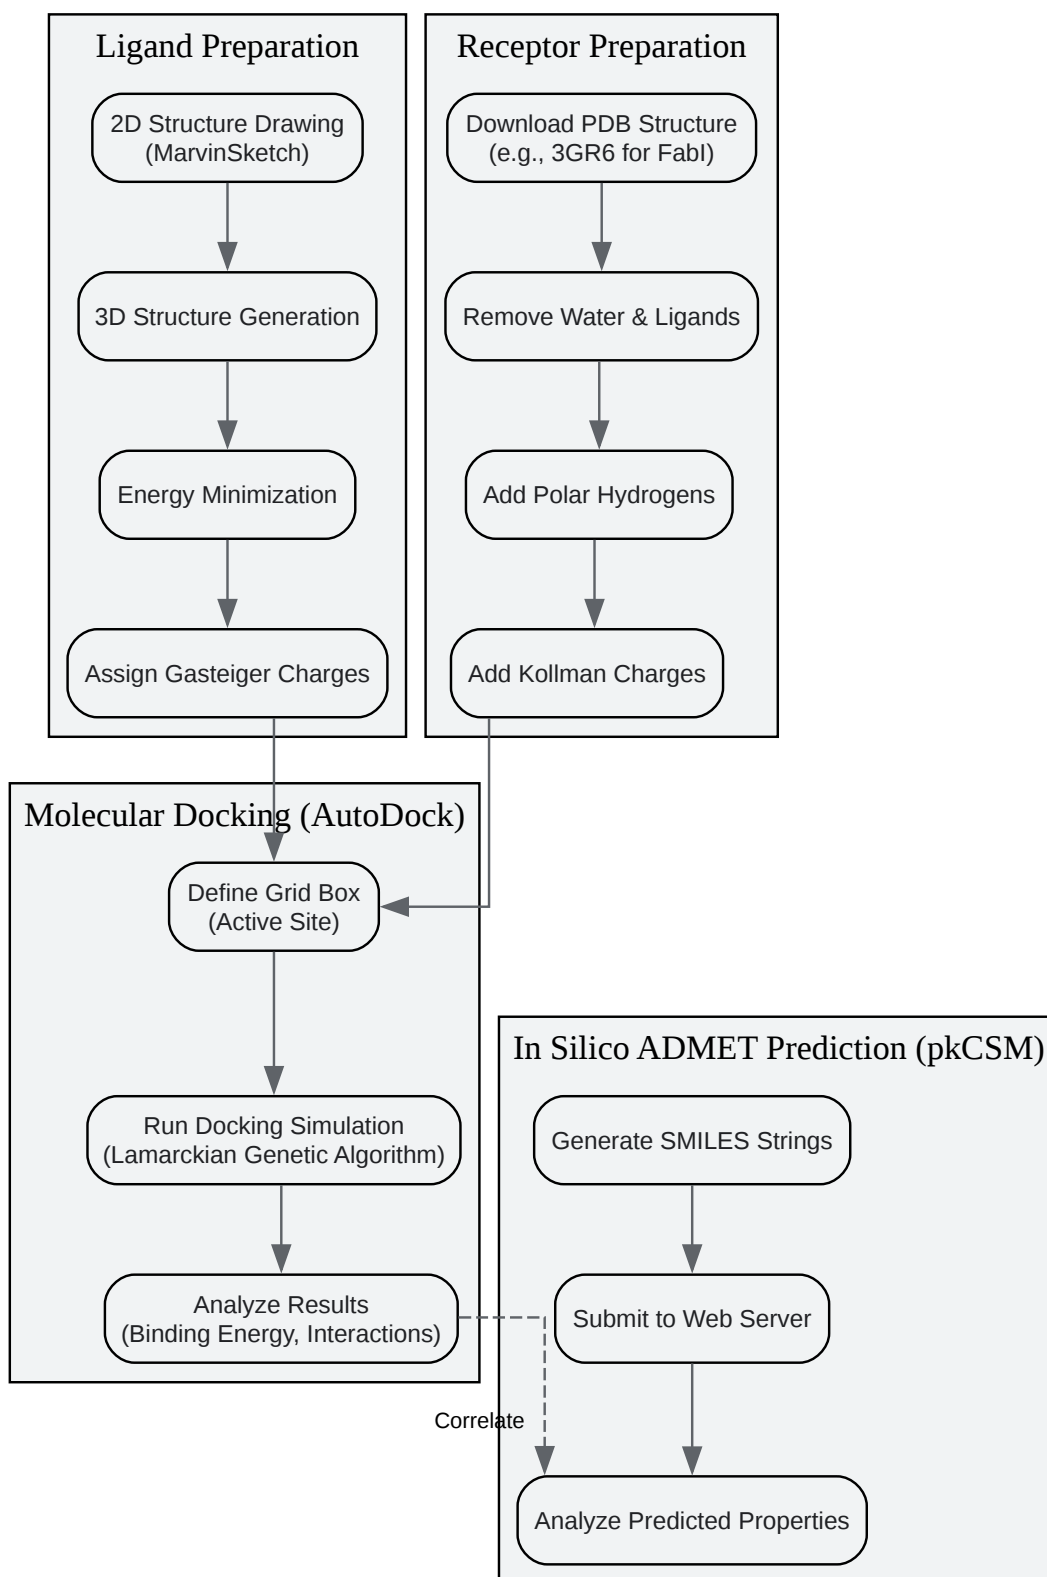 Ligand Preparation
2D Structure Drawing
(MarvinSketch)
3D Structure Generation
Energy Minimization
Assign Gasteiger Charges
Receptor Preparation
Download PDB Structure
(e.g., 3GR6 for FabI)
Remove Water & Ligands
Add Polar Hydrogens
Add Kollman Charges
Molecular Docking (AutoDock)
Define Grid Box
(Active Site)
Run Docking Simulation
(Lamarckian Genetic Algorithm)
Analyze Results
(Binding Energy, Interactions)
Correlate
In Silico ADMET Prediction (pkCSM)
Generate SMILES Strings
Submit to Web Server
Analyze Predicted Properties